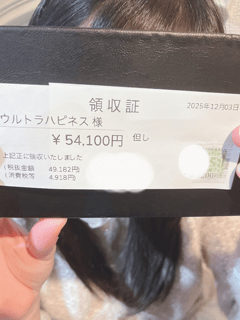 領収証
2025年12月03日
ウルトラハピネス 様
￥54,100円 但し
上記正に領収いたしました
(税抜金額 49,182円)
(消費税等 4,918円)